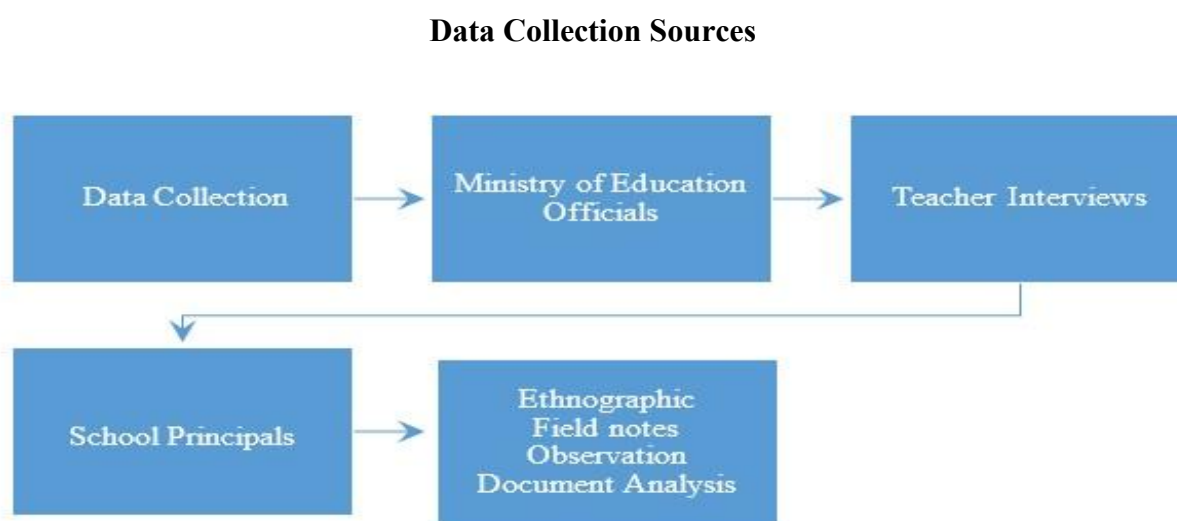 Data Collection Sources
Data Collection
Ministry of Education
Officials
Teacher Interviews
School Principals
Ethnographic
Field notes
Observation
Document Analysis